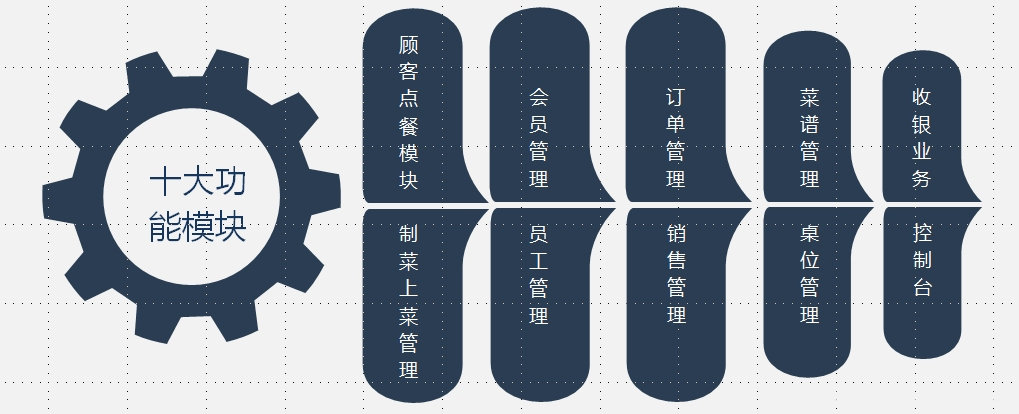 十大功
能模块
顾客点餐模块
会员管理
订单管理
菜谱管理
收银业务
制菜上菜管理
员工管理
销售管理
桌位管理
控制台